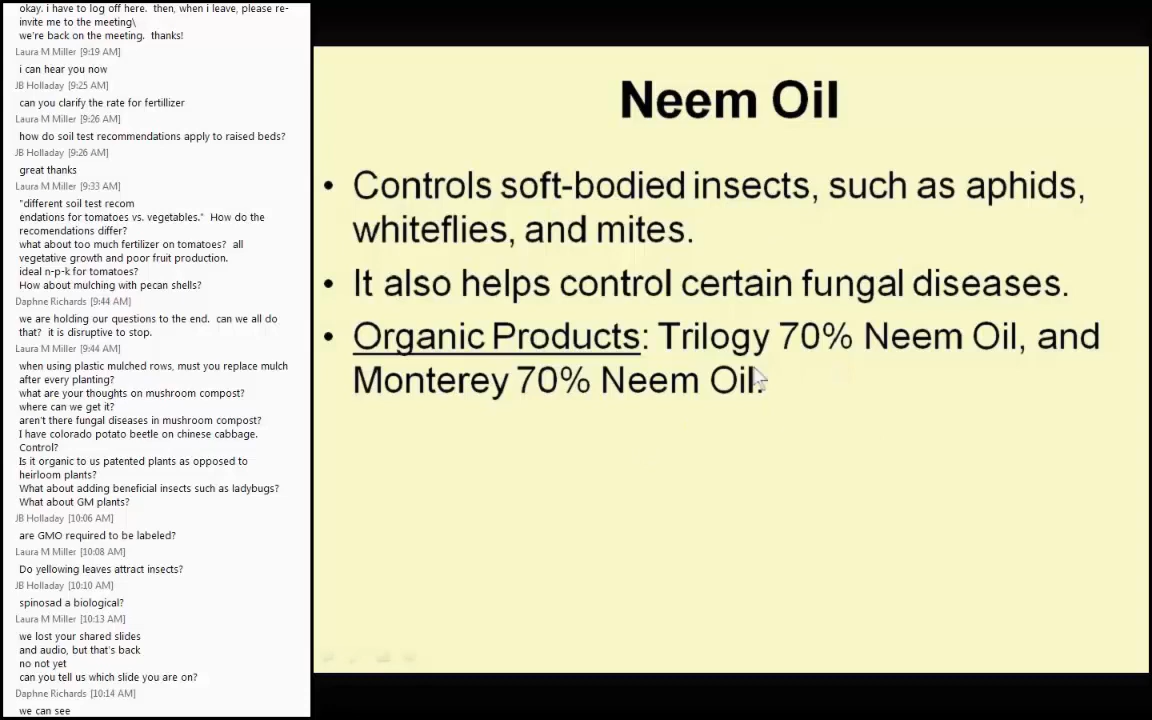 okay. i have to log off here. then, when i leave, please re-
invite me to the meeting\
we're back on the meeting. thanks!
Laura M Miller [9:19 AM]
i can hear you now
JB Holladay [9:25 AM]
can you clarify the rate for fertillizer
Laura M Miller [9:26 AM]
how do soil test recommendations apply to raised beds?
JB Holladay [9:26 AM]
great thanks
Laura M Miller [9:33 AM]
"different soil test recom
endations for tomatoes vs. vegetables." How do the
recomendations differ?
what about too much fertilizer on tomatoes? all
vegetative growth and poor fruit production.
ideal n-p-k for tomatoes?
How about mulching with pecan shells?
Daphne Richards [9:44 AM]
we are holding our questions to the end. can we all do
that? it is disruptive to stop.
Laura M Miller [9:44 AM]
when using plastic mulched rows, must you replace mulch
after every planting?
what are your thoughts on mushroom compost?
where can we get it?
aren't there fungal diseases in mushroom compost?
I have colorado potato beetle on chinese cabbage.
Control?
Is it organic to us patented plants as opposed to
heirloom plants?
What about adding beneficial insects such as ladybugs?
What about GM plants?
JB Holladay [10:06 AM]
are GMO required to be labeled?
Laura M Miller [10:08 AM]
Do yellowing leaves attract insects?
JB Holladay [10:10 AM]
spinosad a biological?
Laura M Miller [10:13 AM]
we lost your shared slides
and audio, but that's back
no not yet
can you tell us which slide you are on?
Daphne Richards [10:14 AM]
we can see
Neem Oil
• Controls soft-bodied insects, such as aphids,
whiteflies, and mites.
• It also helps control certain fungal diseases.
• Organic Products: Trilogy 70% Neem Oil, and
Monterey 70% Neem Oil.